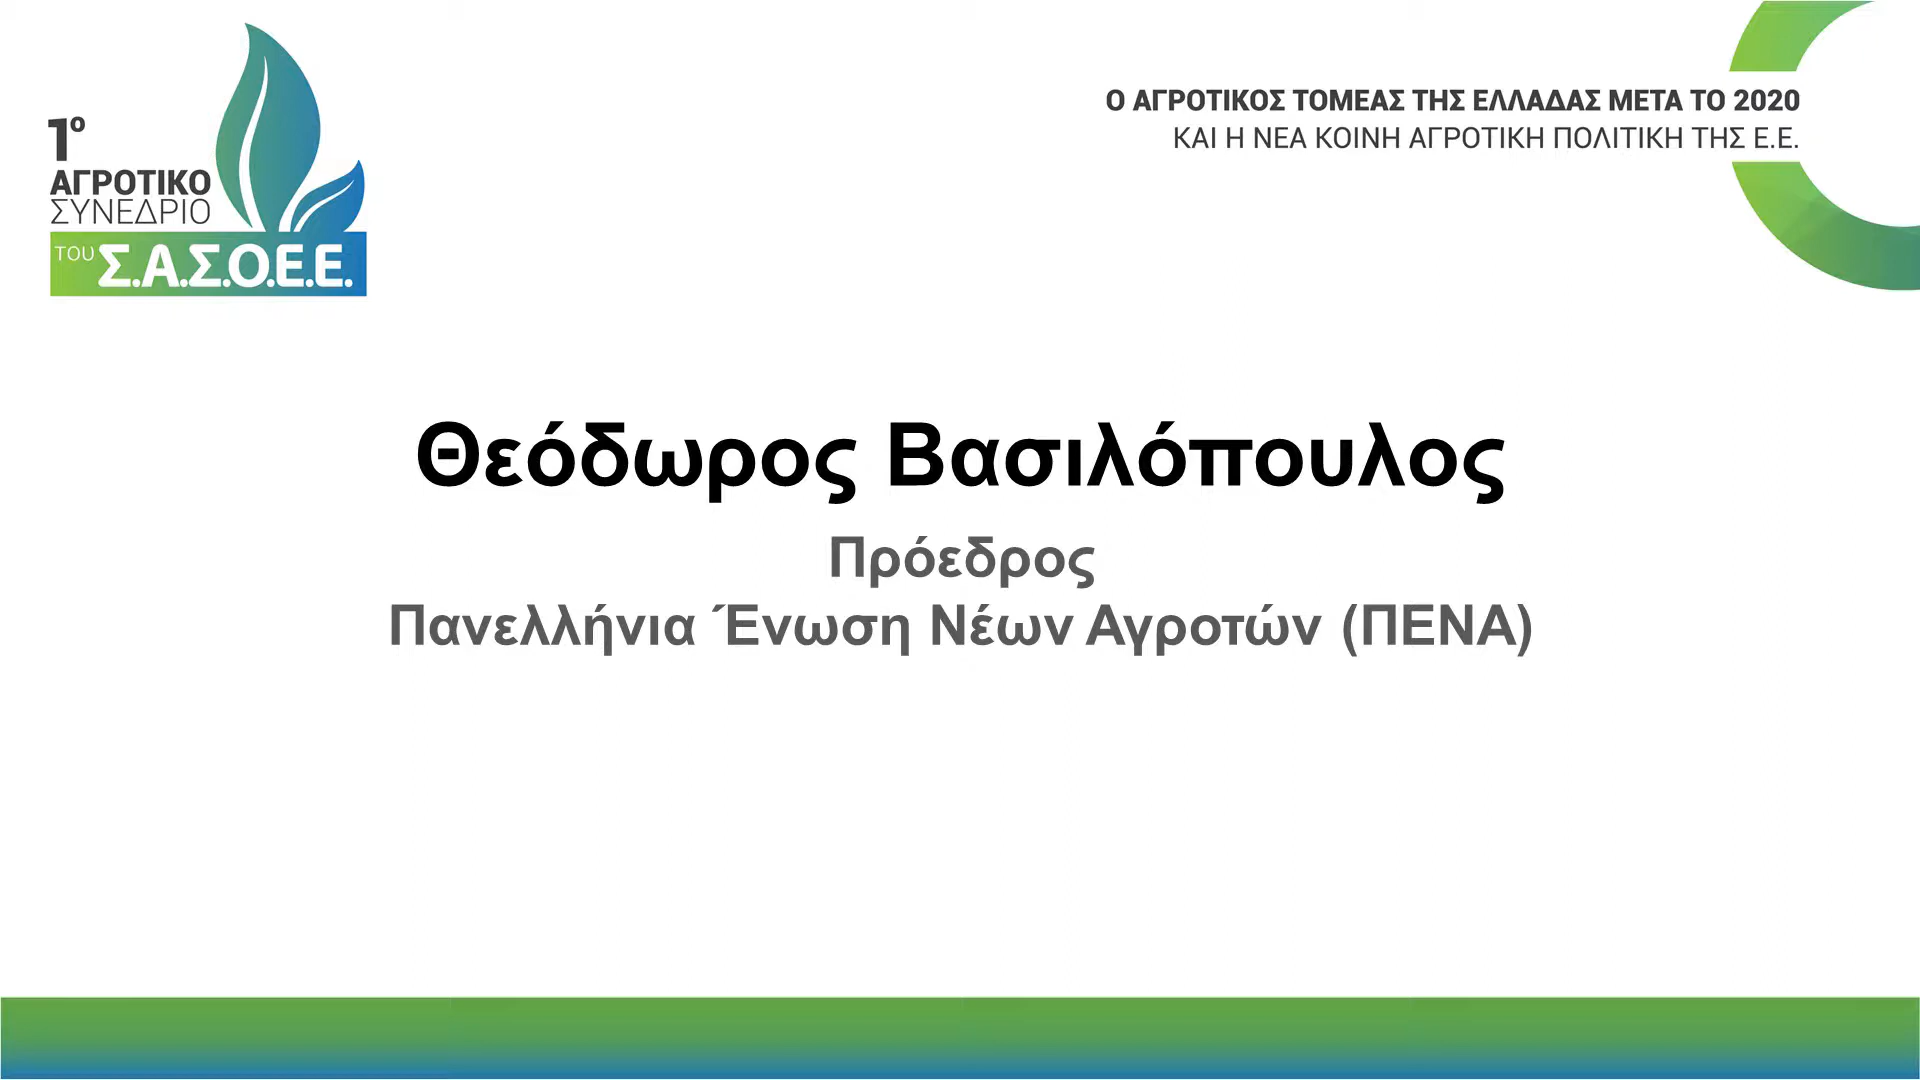 1º
ΑΓΡΟΤΙΚΟ
ΣΥΝΕΔΡΙΟ
ΤΟΥ Σ.Α.Σ.Ο.Ε.Ε.
Ο ΑΓΡΟΤΙΚΟΣ ΤΟΜΕΑΣ ΤΗΣ ΕΛΛΑΔΑΣ ΜΕΤΑ ΤΟ 2020
ΚΑΙ Η ΝΕΑ ΚΟΙΝΗ ΑΓΡΟΤΙΚΗ ΠΟΛΙΤΙΚΗ ΤΗΣ Ε.Ε.
Θεόδωρος Βασιλόπουλος
Πρόεδρος
Πανελλήνια Ένωση Νέων Αγροτών (ΠΕΝΑ)